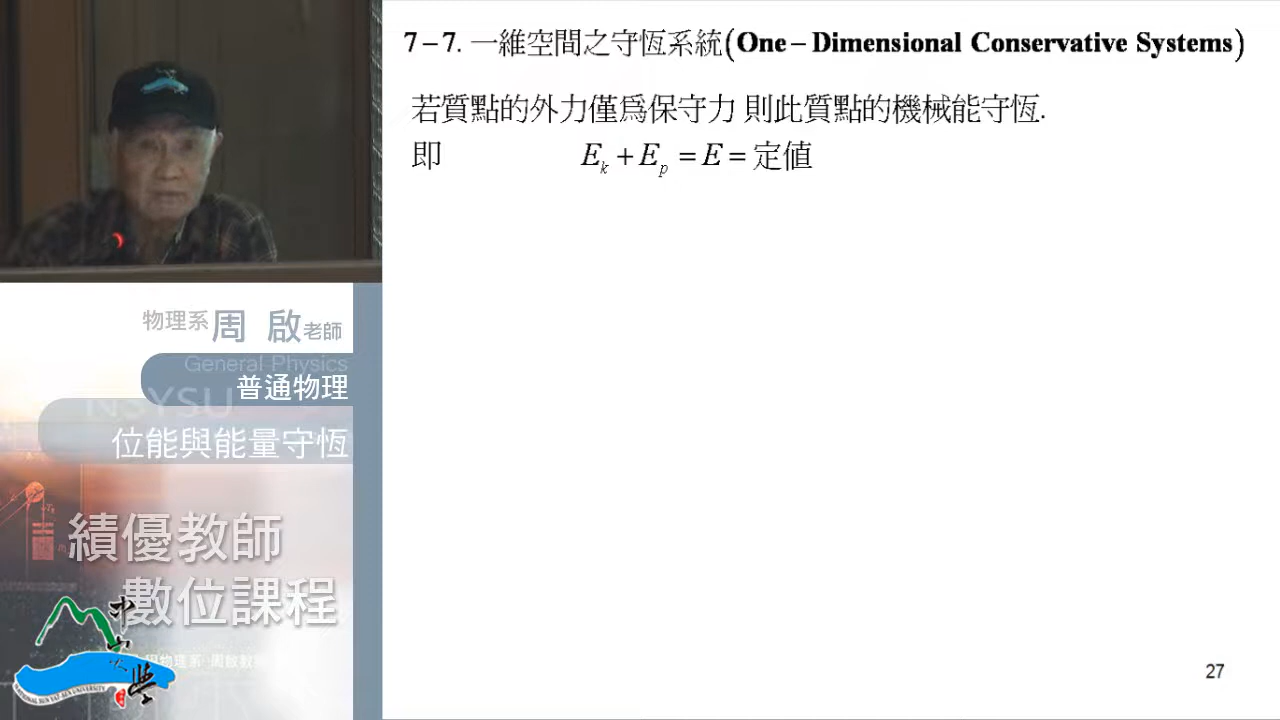 7-7. 一維空間之守恆系統(One-Dimensional Conservative Systems)
若質點的外力僅為保守力 則此質點的機械能守恆.
即 E_k + E_p = E = 定值
物理系 周 啟 老師
General Physics
普通物理
NSYSU
位能與能量守恆
績優教師
數位課程
27